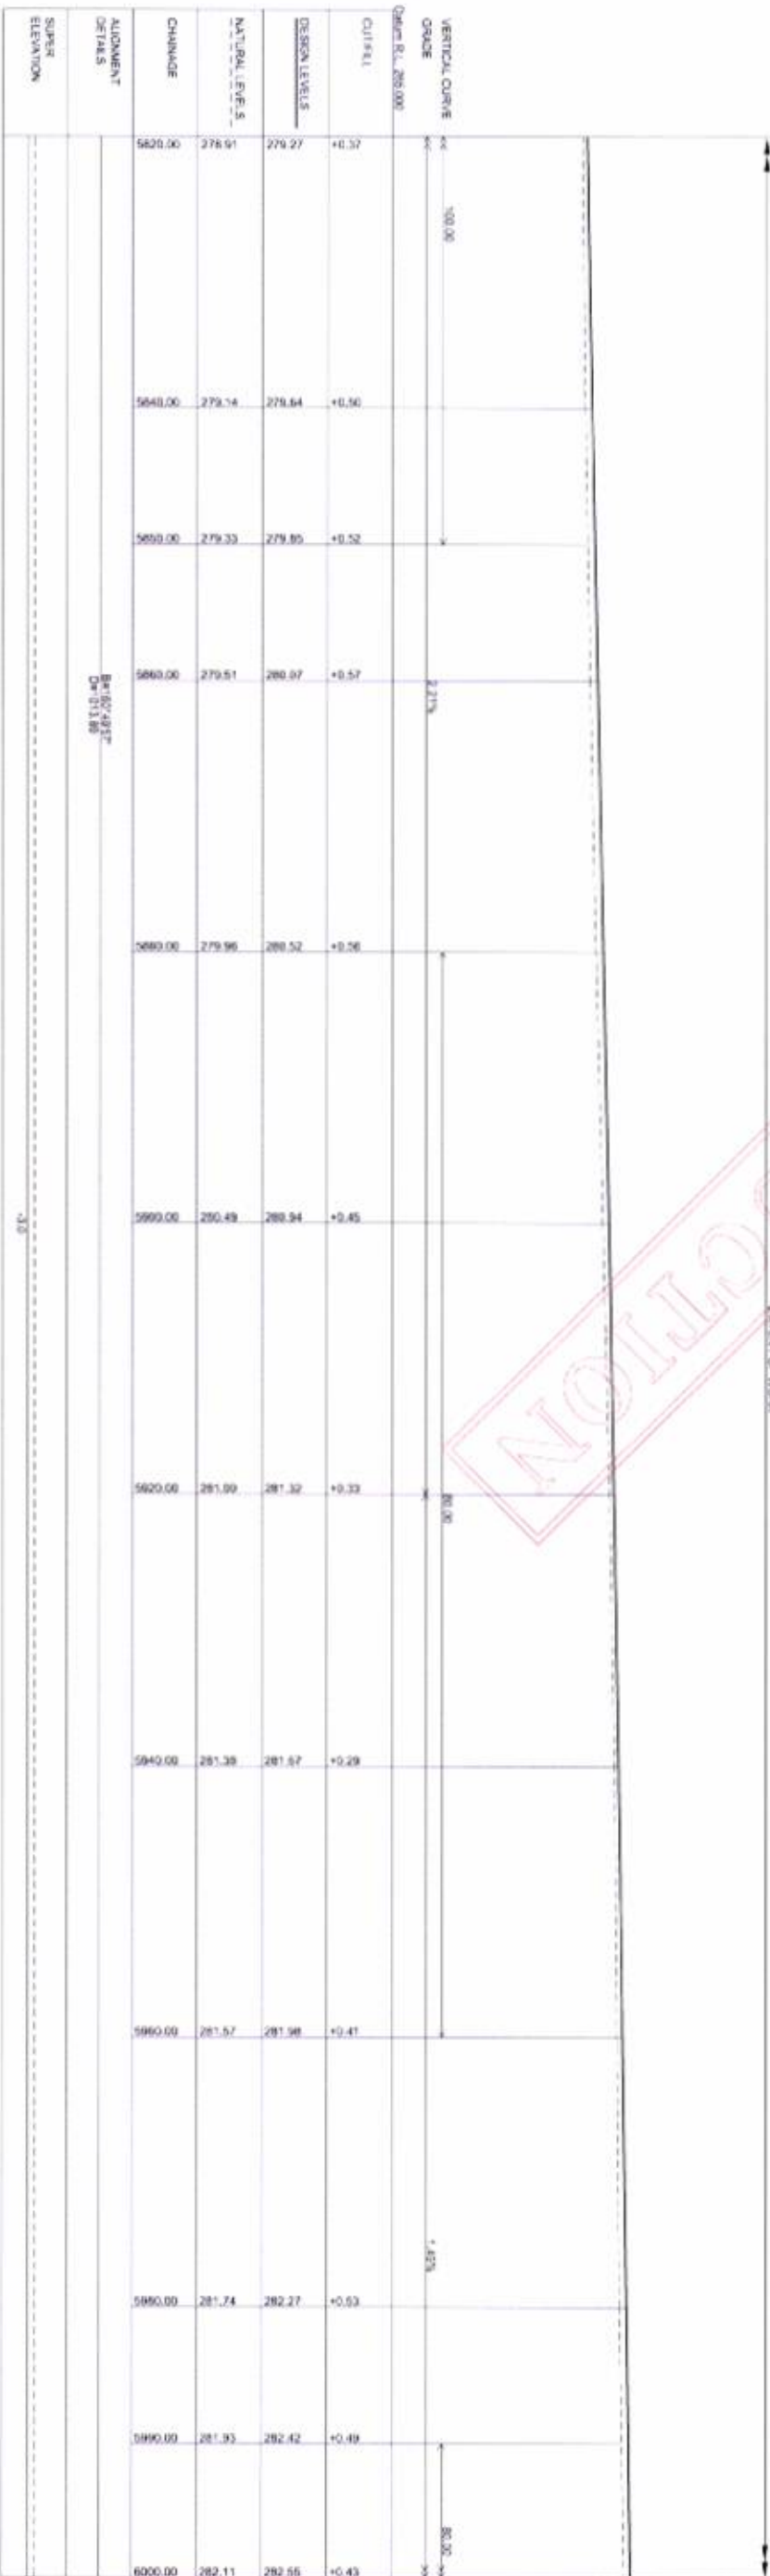 VERTICAL CURVE 100.00 80.00 80.00
GRADE 2.21%
CUT/FILL +0.37 +0.50 +0.52 +0.57 +0.56 +0.45 +0.33 +0.29 +0.41 +0.53 +0.49 +0.43
DESIGN LEVELS 279.27 279.64 279.85 280.07 280.52 280.94 281.32 281.67 281.98 282.27 282.42 282.55
NATURAL LEVELS 278.91 279.14 279.33 279.51 279.96 280.49 281.00 281.39 281.57 281.74 281.93 282.11
CHAINAGE 5820.00 5840.00 5850.00 5860.00 5880.00 5900.00 5920.00 5940.00 5960.00 5980.00 5990.00 6000.00
ALIGNMENT
DETAILS
SUPER
ELEVATION -3.0
CTION